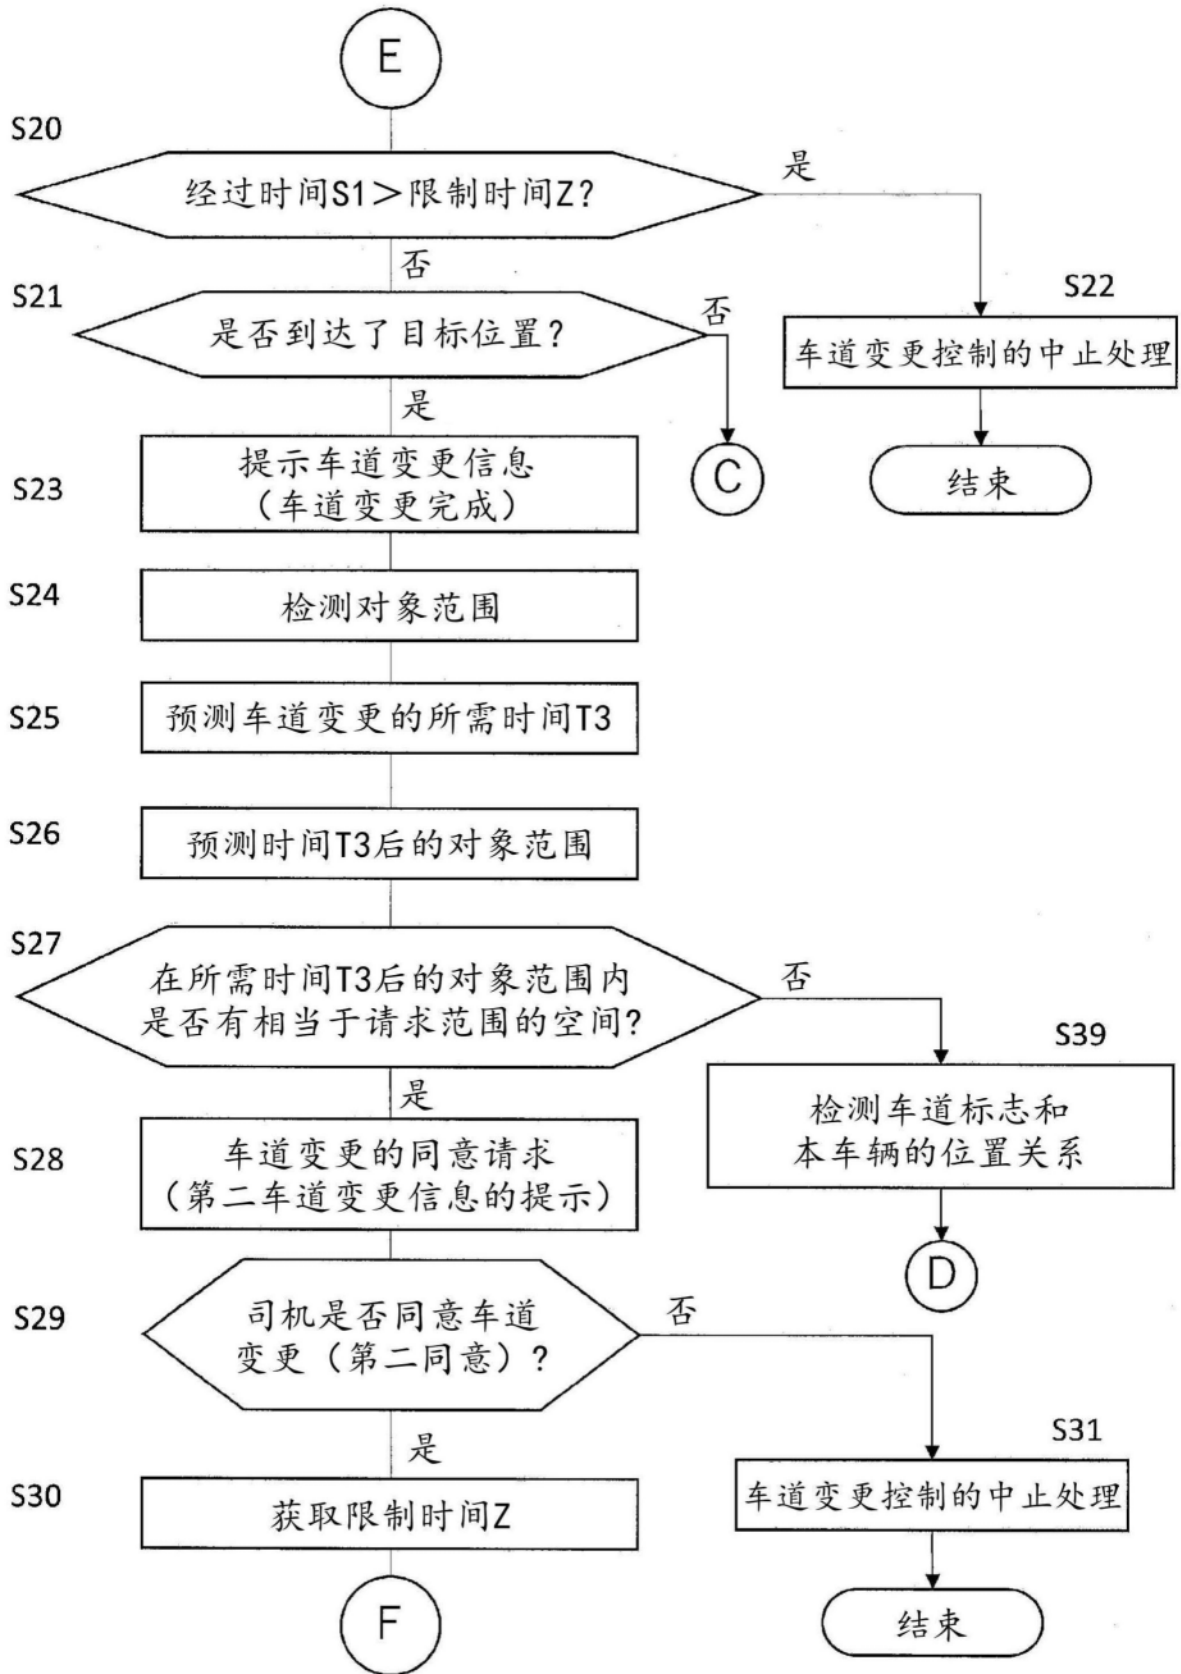 E
S20
经过时间S1＞限制时间Z?
是
否
S21
是否到达了目标位置?
否
S22
车道变更控制的中止处理
是
S23
提示车道变更信息
（车道变更完成）
C
结束
S24
检测对象范围
S25
预测车道变更的所需时间T3
S26
预测时间T3后的对象范围
S27
在所需时间T3后的对象范围内
是否有相当于请求范围的空间?
否
S39
检测车道标志和
本车辆的位置关系
是
S28
车道变更的同意请求
（第二车道变更信息的提示）
D
S29
司机是否同意车道
变更（第二同意）?
否
S31
车道变更控制的中止处理
是
S30
获取限制时间Z
结束
F